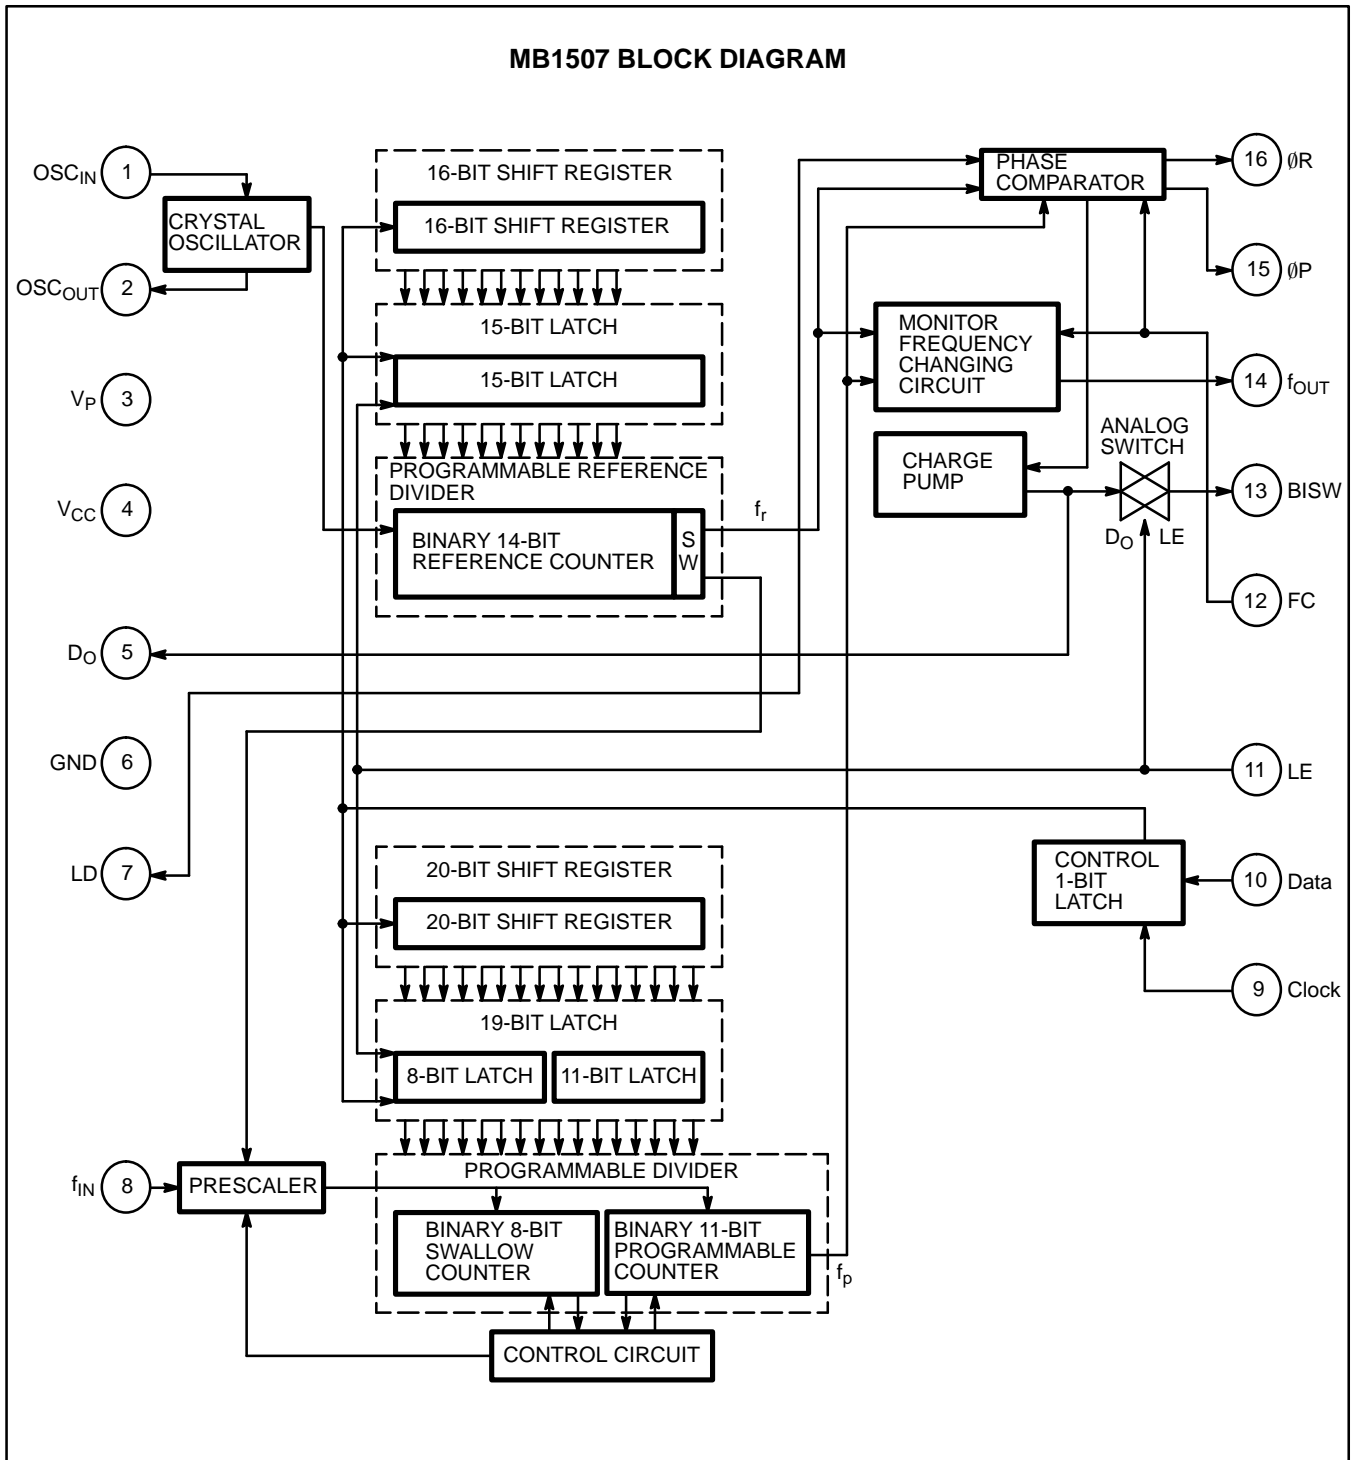 MB1507 BLOCK DIAGRAM
OSCIN 1
CRYSTAL
OSCILLATOR
OSCOUT 2
VP 3
VCC 4
DO 5
GND 6
LD 7
fIN 8
PRESCALER
16-BIT SHIFT REGISTER
16-BIT SHIFT REGISTER
15-BIT LATCH
15-BIT LATCH
PROGRAMMABLE REFERENCE
DIVIDER
BINARY 14-BIT
REFERENCE COUNTER
S
W
fr
20-BIT SHIFT REGISTER
20-BIT SHIFT REGISTER
19-BIT LATCH
8-BIT LATCH
11-BIT LATCH
PROGRAMMABLE DIVIDER
BINARY 8-BIT
SWALLOW
COUNTER
BINARY 11-BIT
PROGRAMMABLE
COUNTER
fp
CONTROL CIRCUIT
PHASE
COMPARATOR
MONITOR
FREQUENCY
CHANGING
CIRCUIT
CHARGE
PUMP
ANALOG
SWITCH
DO LE
CONTROL
1-BIT
LATCH
16 ØR
15 ØP
14 fOUT
13 BISW
12 FC
11 LE
10 Data
9 Clock